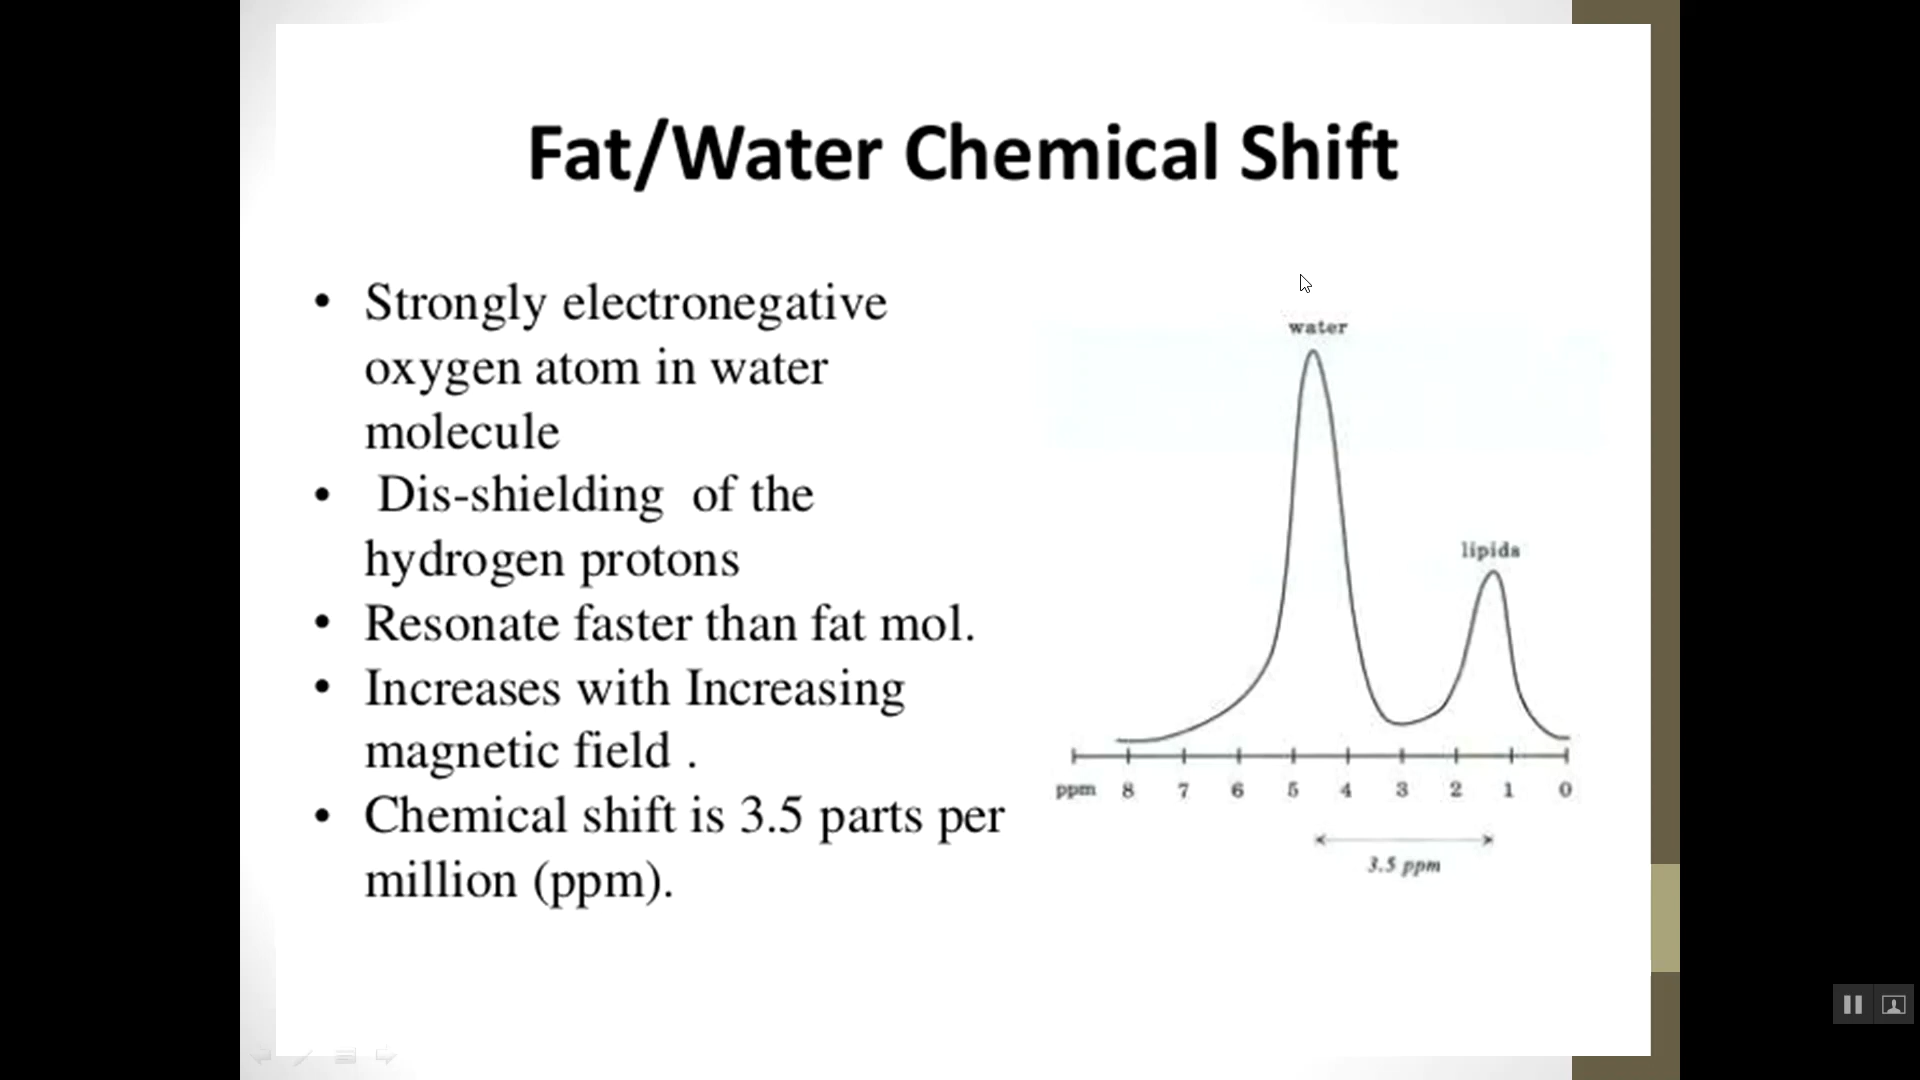 Fat/Water Chemical Shift
• Strongly electronegative
oxygen atom in water
molecule
• Dis-shielding of the
hydrogen protons
• Resonate faster than fat mol.
• Increases with Increasing
magnetic field .
• Chemical shift is 3.5 parts per
million (ppm).
water
lipids
ppm 8 7 6 5 4 3 2 1 0
3.5 ppm